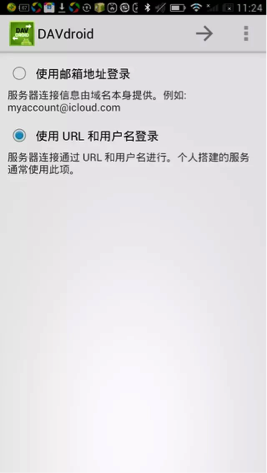 11:24
DAVdroid
使用邮箱地址登录
服务器连接信息由域名本身提供。例如:
myaccount@icloud.com
使用 URL 和用户名登录
服务器连接通过 URL 和用户名进行。个人搭建的服务
通常使用此项。